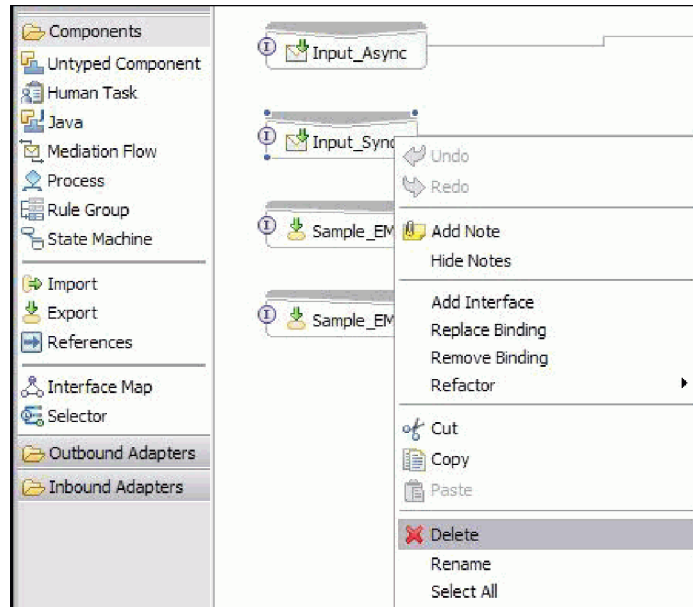 Components
Untyped Component
Human Task
Java
Mediation Flow
Process
Rule Group
State Machine
Import
Export
References
Interface Map
Selector
Outbound Adapters
Inbound Adapters
I Input_Async
I Input_Sync
I Sample_EM
I Sample_EM
Undo
Redo
Add Note
Hide Notes
Add Interface
Replace Binding
Remove Binding
Refactor
Cut
Copy
Paste
Delete
Rename
Select All